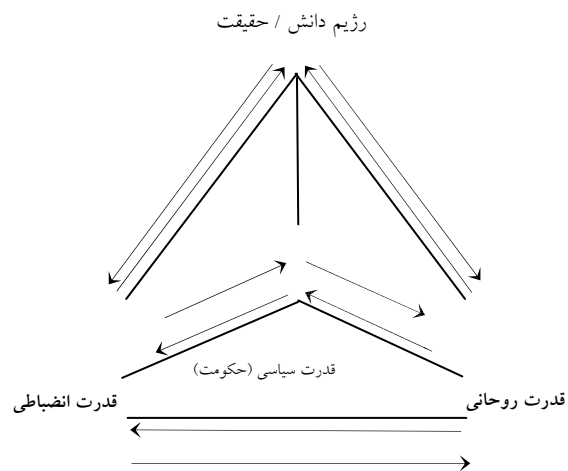 رژیم دانش / حقیقت
قدرت سیاسی (حکومت)
قدرت روحانی
قدرت انضباطی